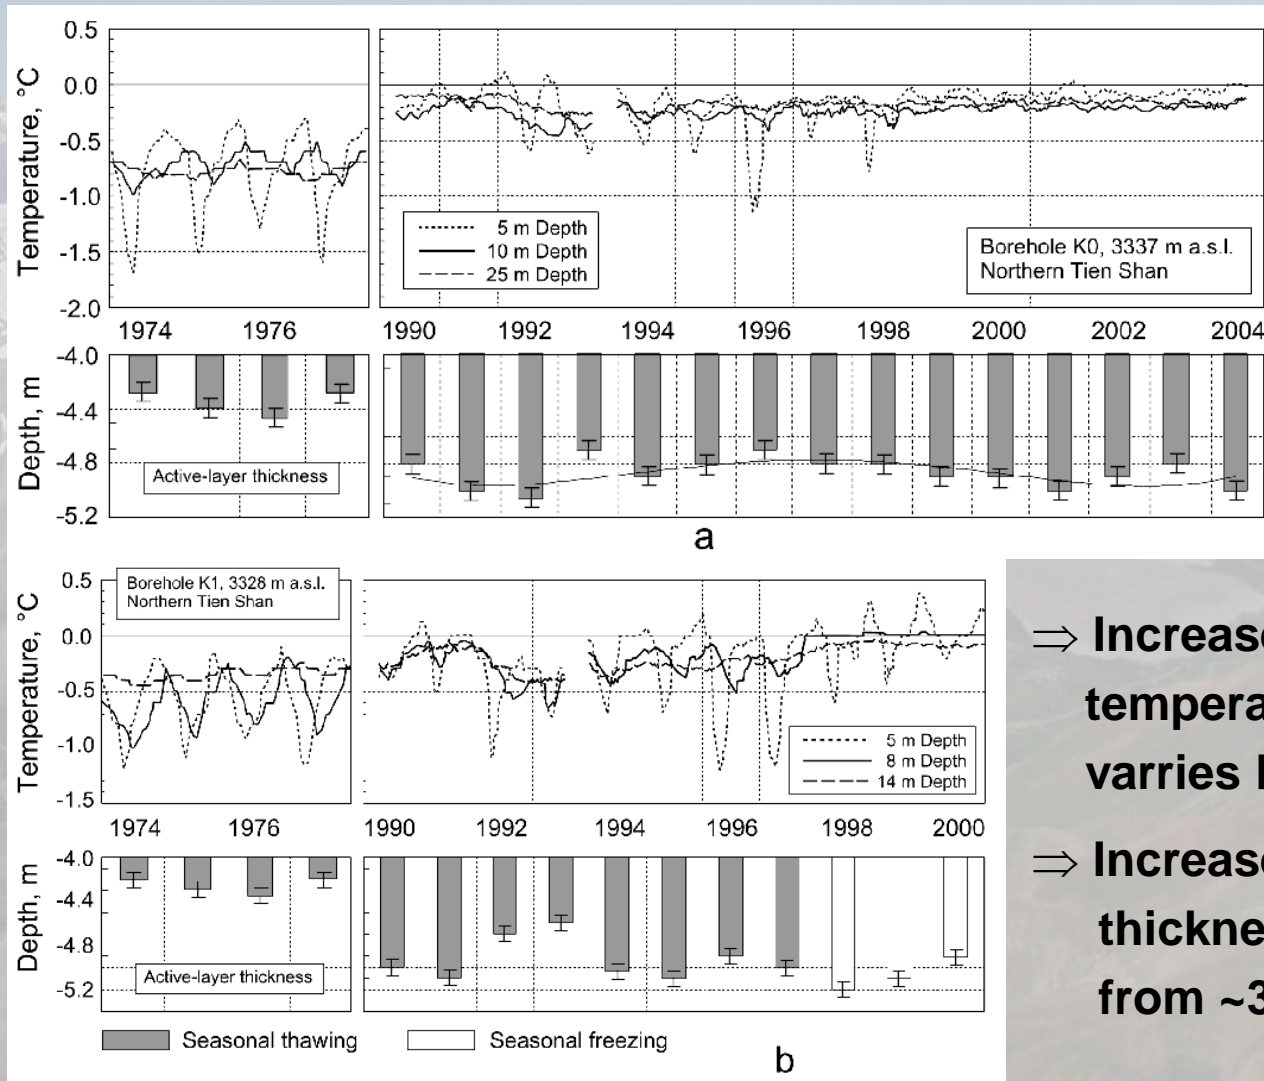 0.5
0.0
-0.5
-1.0
-1.5
-2.0
Temperature, °C
5 m Depth
10 m Depth
25 m Depth
Borehole K0, 3337 m a.s.l.
Northern Tien Shan
1974 1976 1990 1992 1994 1996 1998 2000 2002 2004
-4.0
-4.4
-4.8
-5.2
Depth, m
Active-layer thickness
a
0.5
0.0
-0.5
-1.0
-1.5
Temperature, °C
Borehole K1, 3328 m a.s.l.
Northern Tien Shan
5 m Depth
8 m Depth
14 m Depth
1974 1976 1990 1992 1994 1996 1998 2000
-4.0
-4.4
-4.8
-5.2
Depth, m
Active-layer thickness
Seasonal thawing Seasonal freezing
b
⇒ Increase
tempera
varries
⇒ Increase
thickne
from ~3